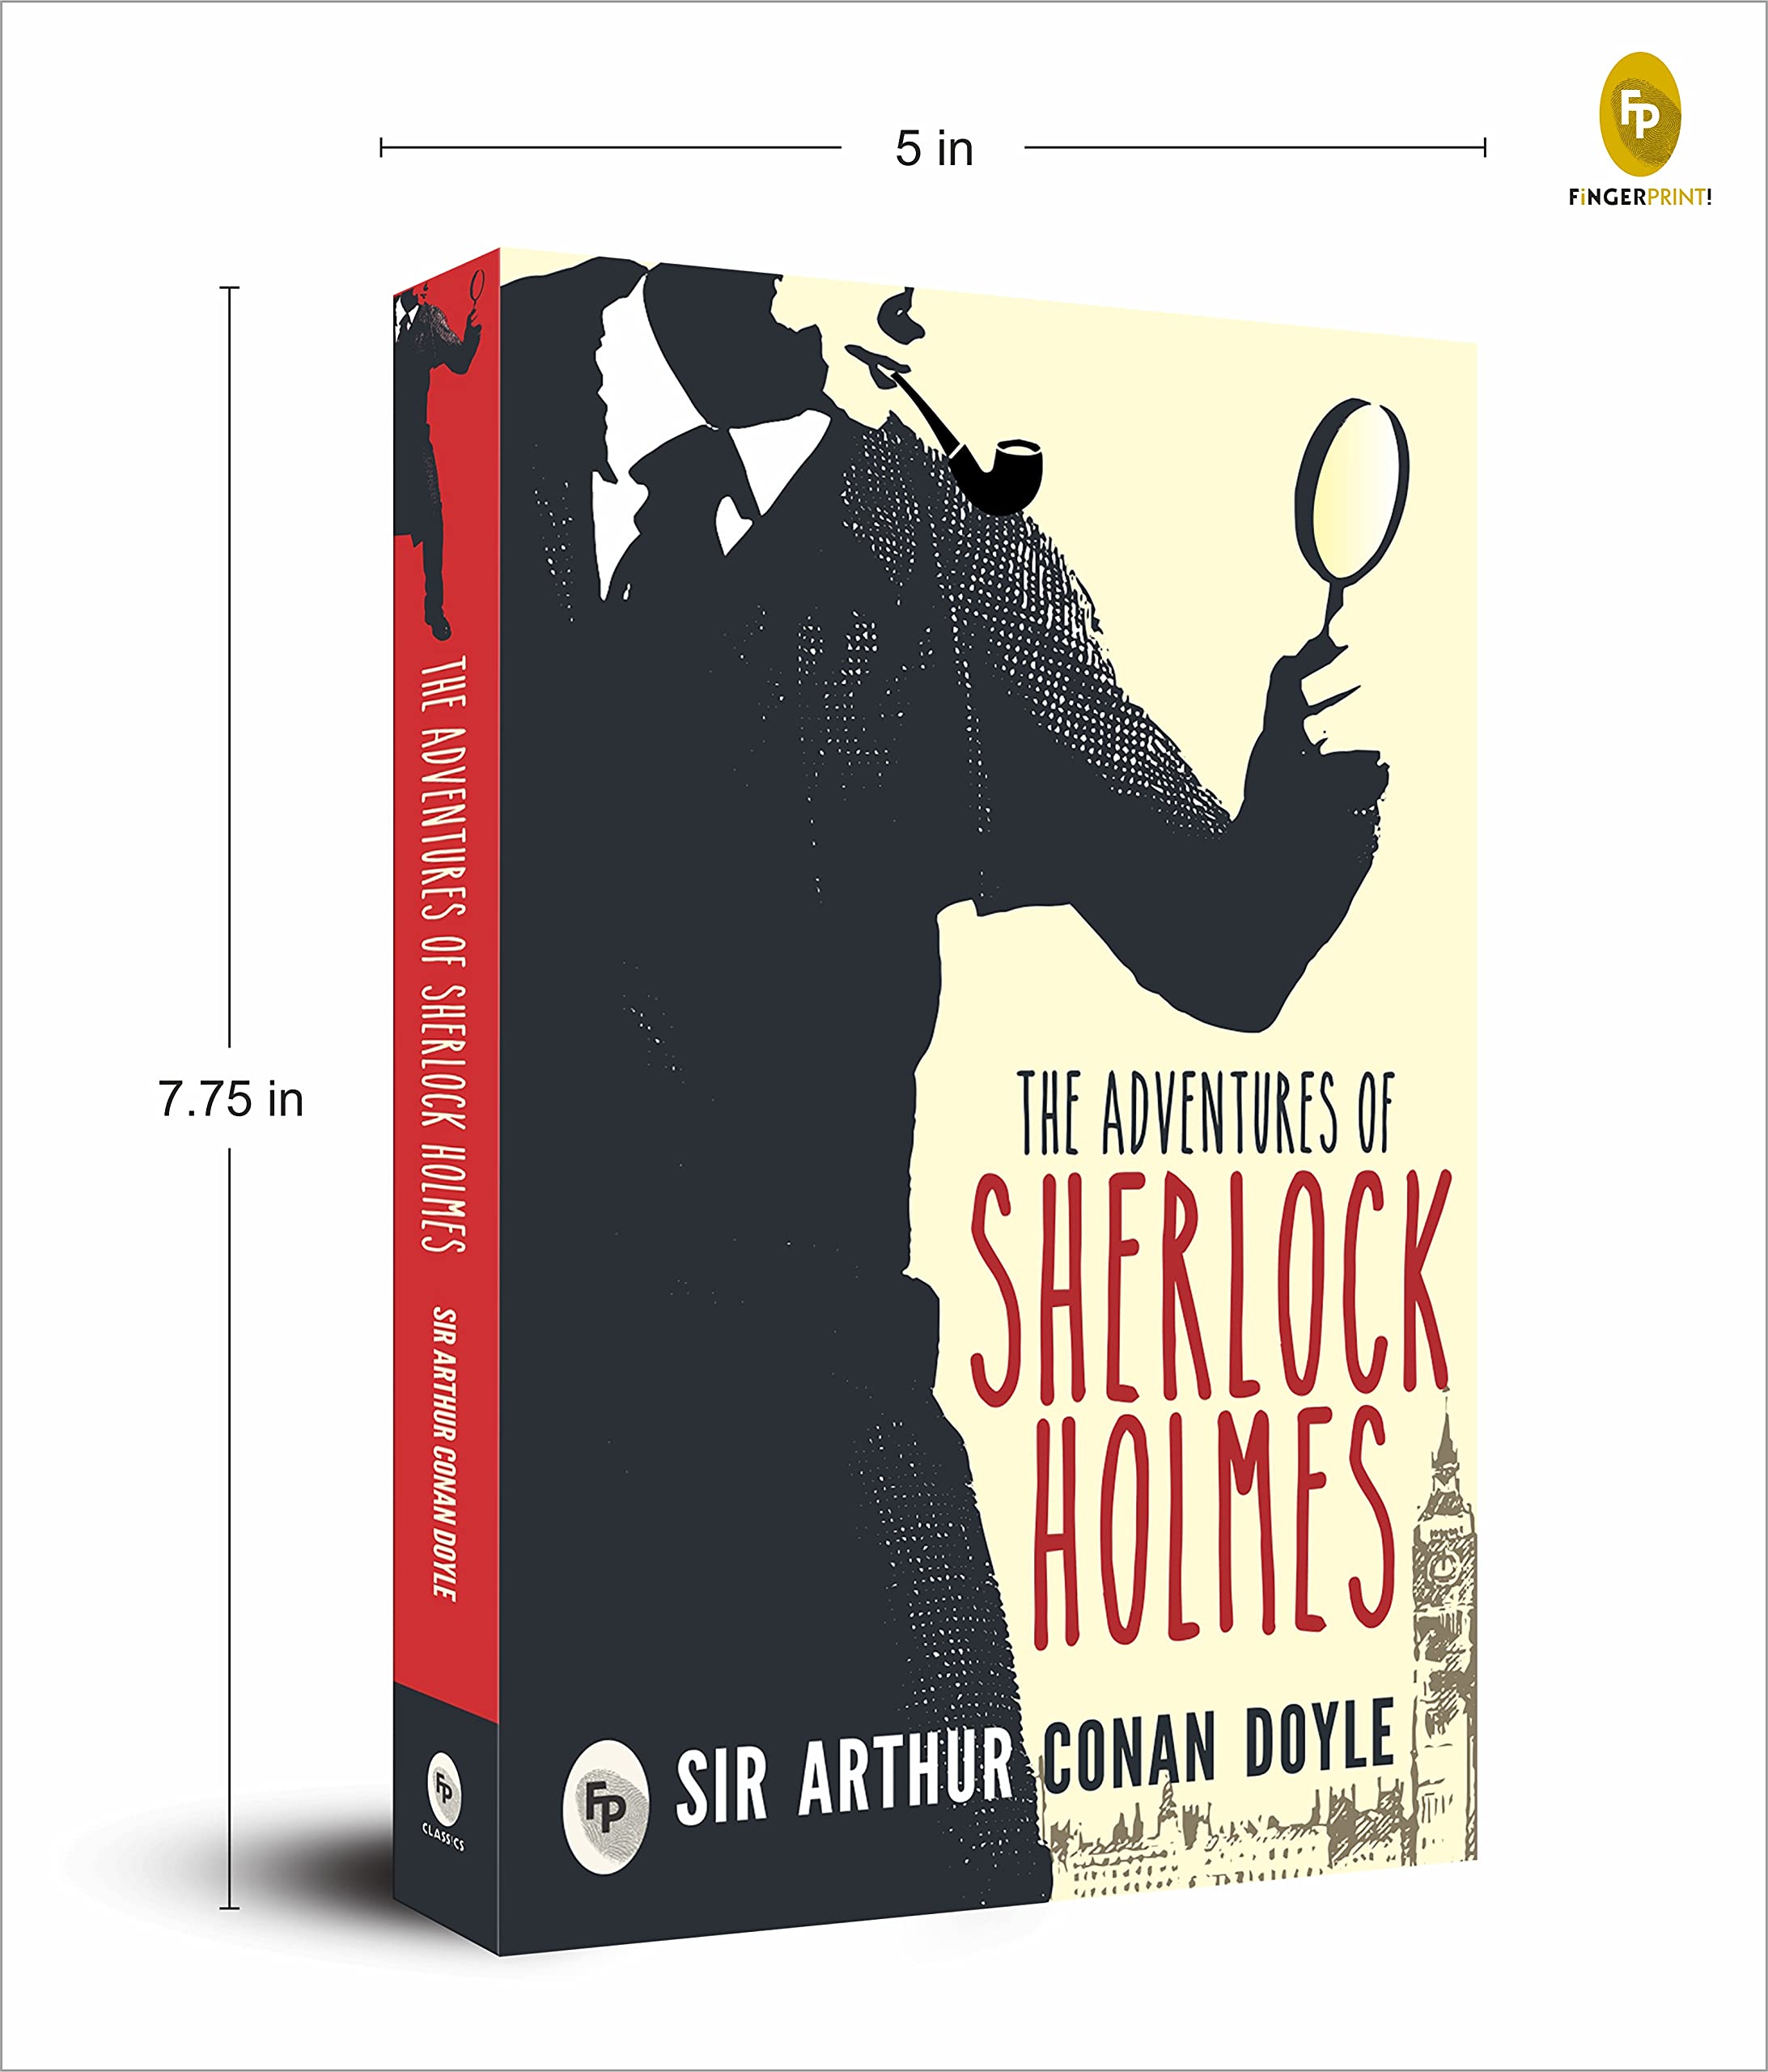 5 in
FP
FiNGERPRINT!
7.75 in
THE ADVENTURES OF SHERLOCK HOLMES
SIR ARTHUR CONAN DOYLE
FP
CLASSICS
THE ADVENTURES OF
SHERLOCK
HOLMES
SIR ARTHUR CONAN DOYLE
FP